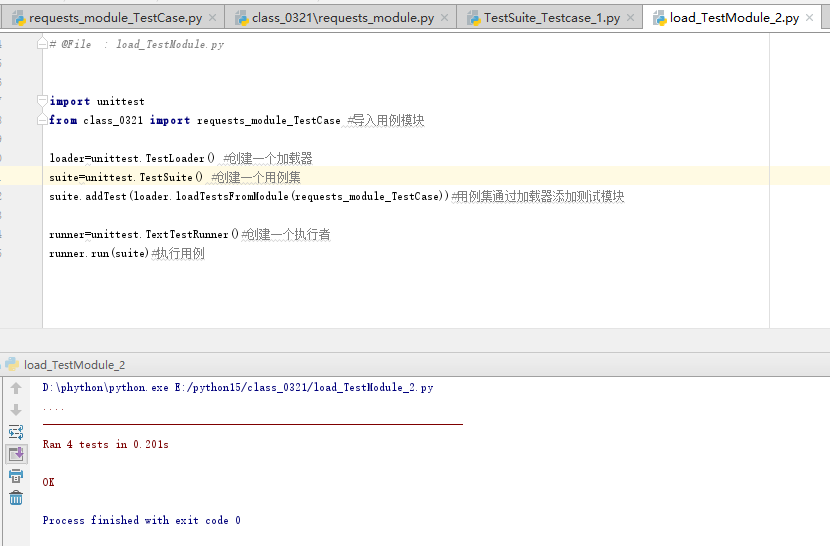 requests_module_TestCase.py × class_0321\requests_module.py × TestSuite_Testcase_1.py × load_TestModule_2.py ×
# @File : load_TestModule.py
import unittest
from class_0321 import requests_module_TestCase #导入用例模块
loader=unittest.TestLoader() #创建一个加载器
suite=unittest.TestSuite() #创建一个用例集
suite.addTest(loader.loadTestsFromModule(requests_module_TestCase))#用例集通过加载器添加测试模块
runner=unittest.TextTestRunner()#创建一个执行者
runner.run(suite)#执行用例
load_TestModule_2
D:\phython\python.exe E:/python15/class_0321/load_TestModule_2.py
....
Ran 4 tests in 0.201s
OK
Process finished with exit code 0